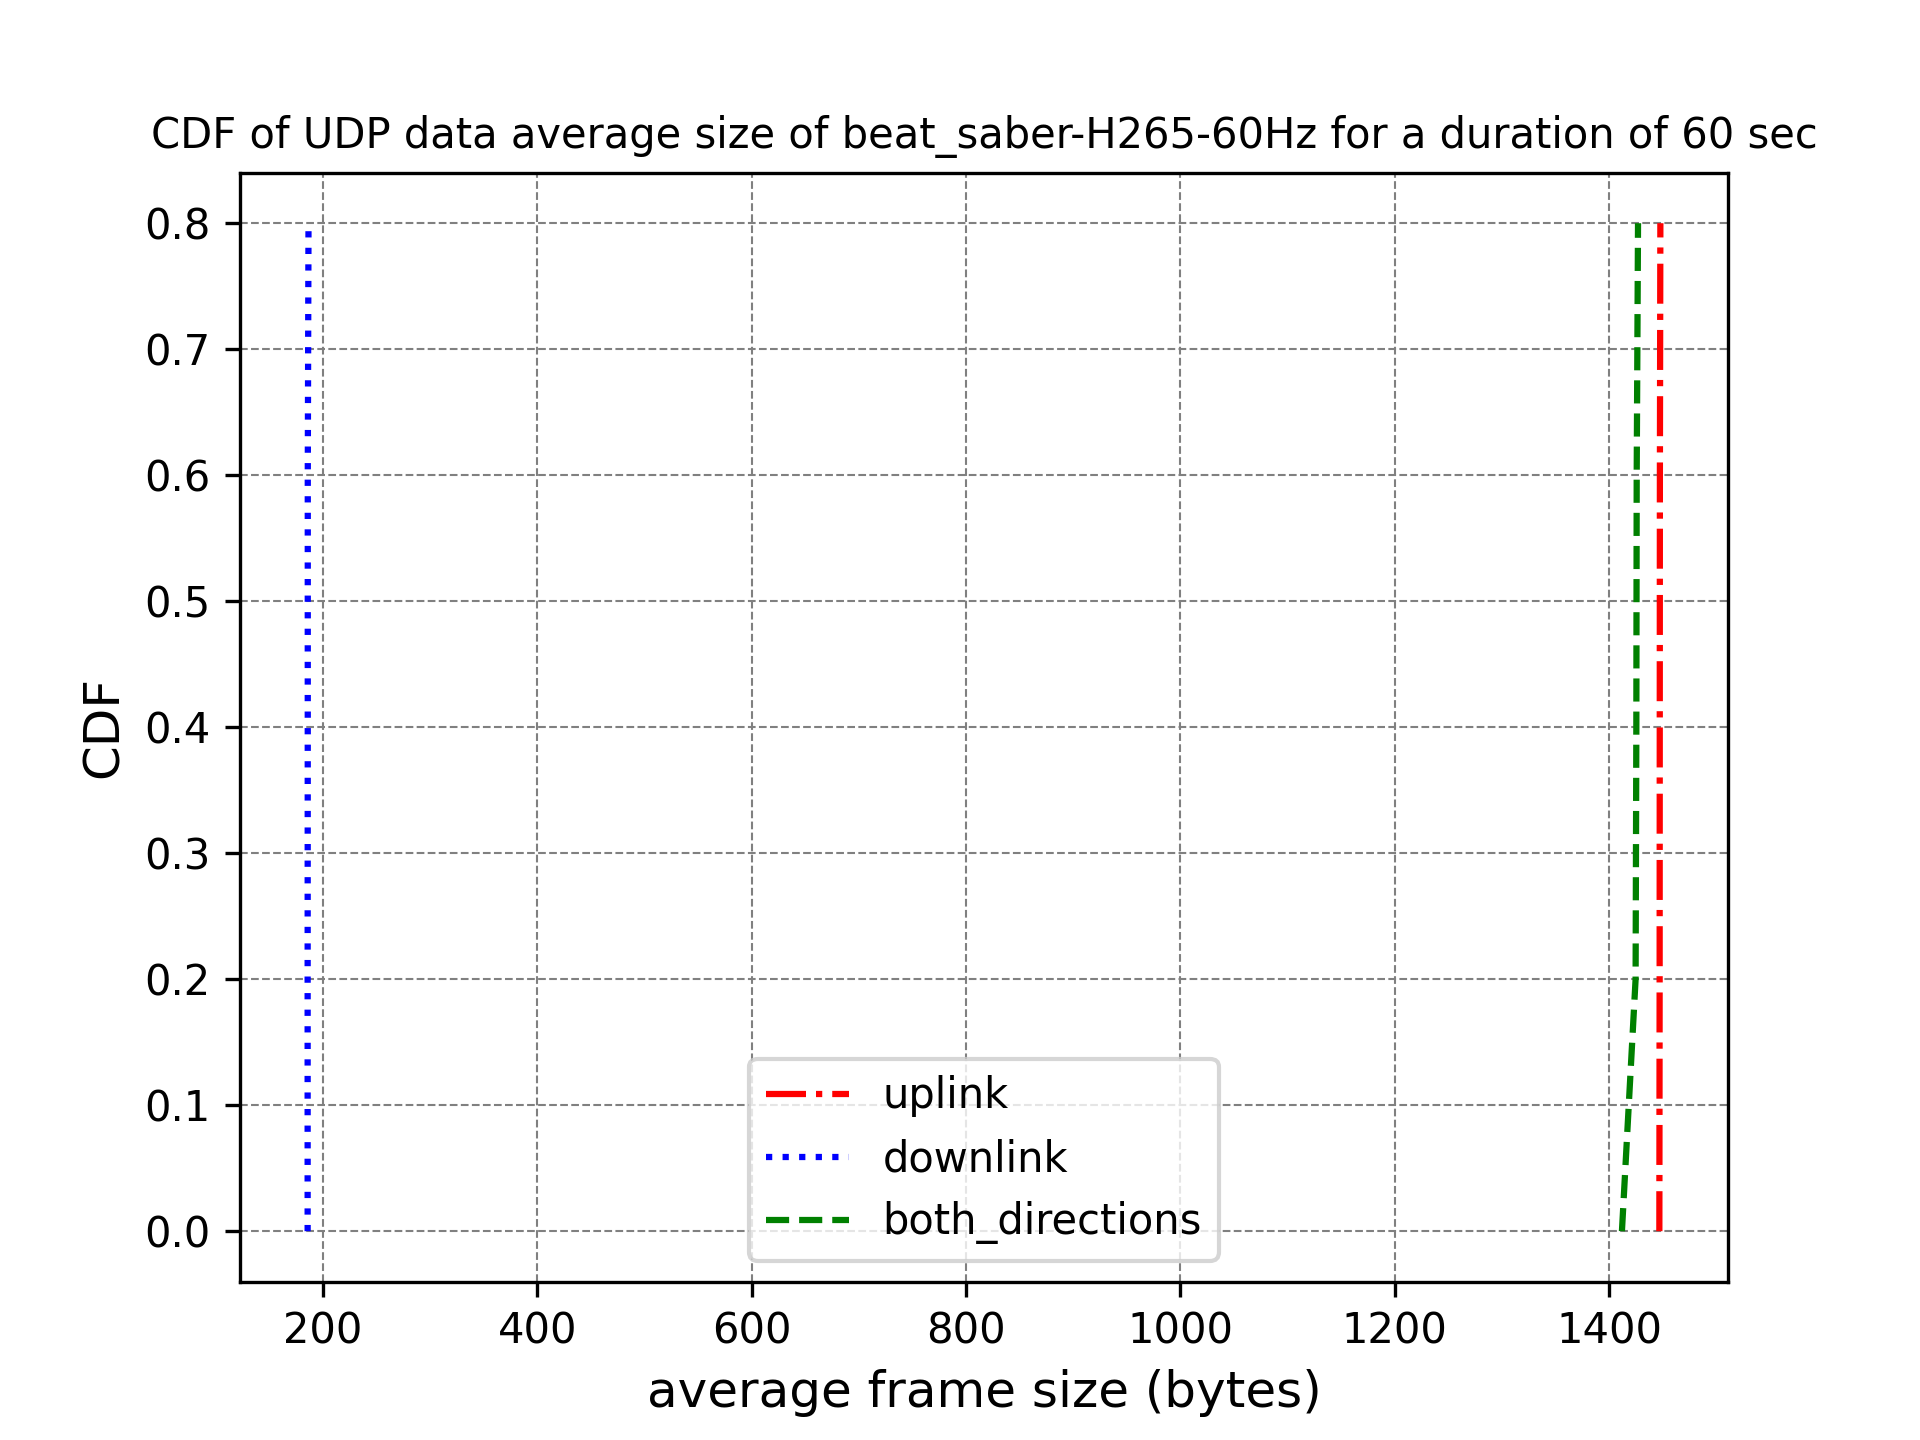 CDF of UDP data average size of beat_saber-H265-60Hz for a duration of 60 sec
0.8
0.7
0.6
0.5
0.4
0.3
0.2
0.1
0.0
CDF
uplink
downlink
both_directions
200 400 600 800 1000 1200 1400
average frame size (bytes)